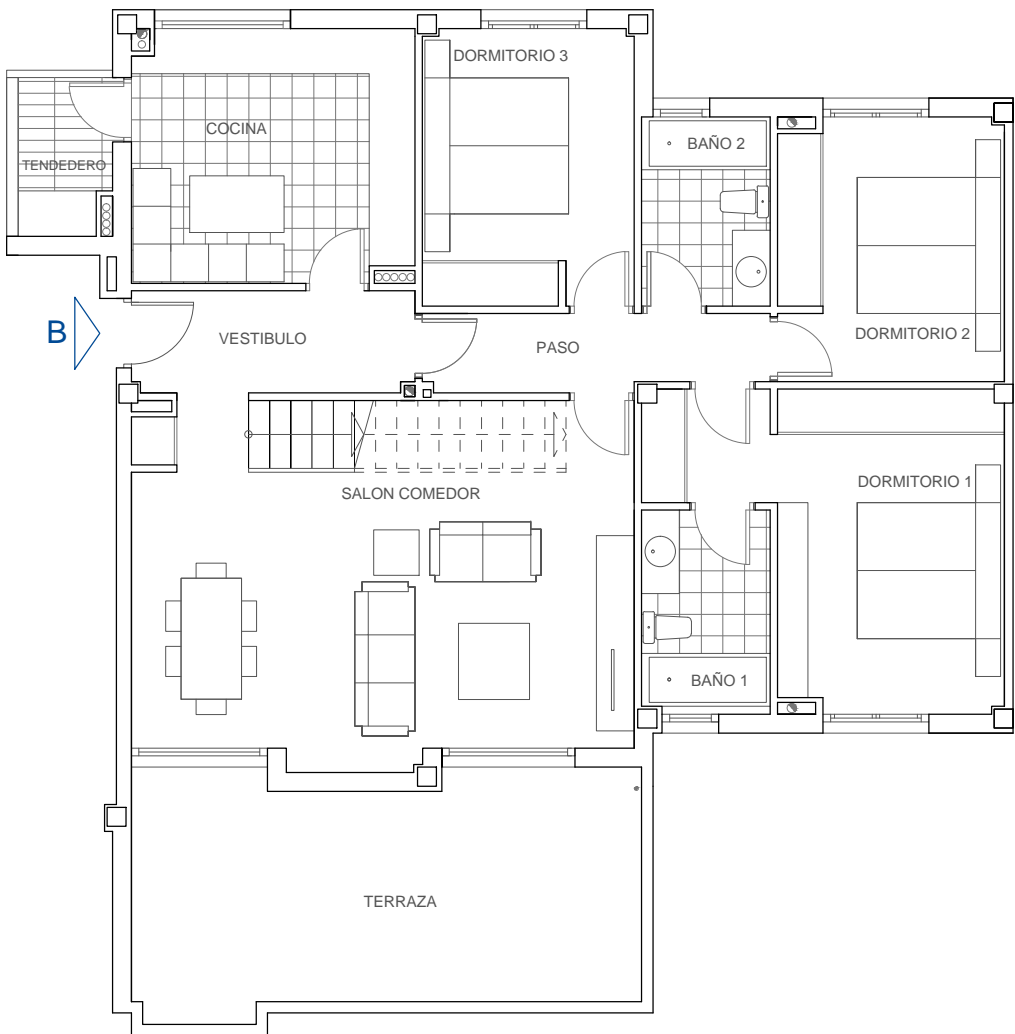 DORMITORIO 3
COCINA
BAÑO 2
TENDEDERO
B
VESTIBULO
PASO
DORMITORIO 2
SALON COMEDOR
DORMITORIO 1
BAÑO 1
TERRAZA